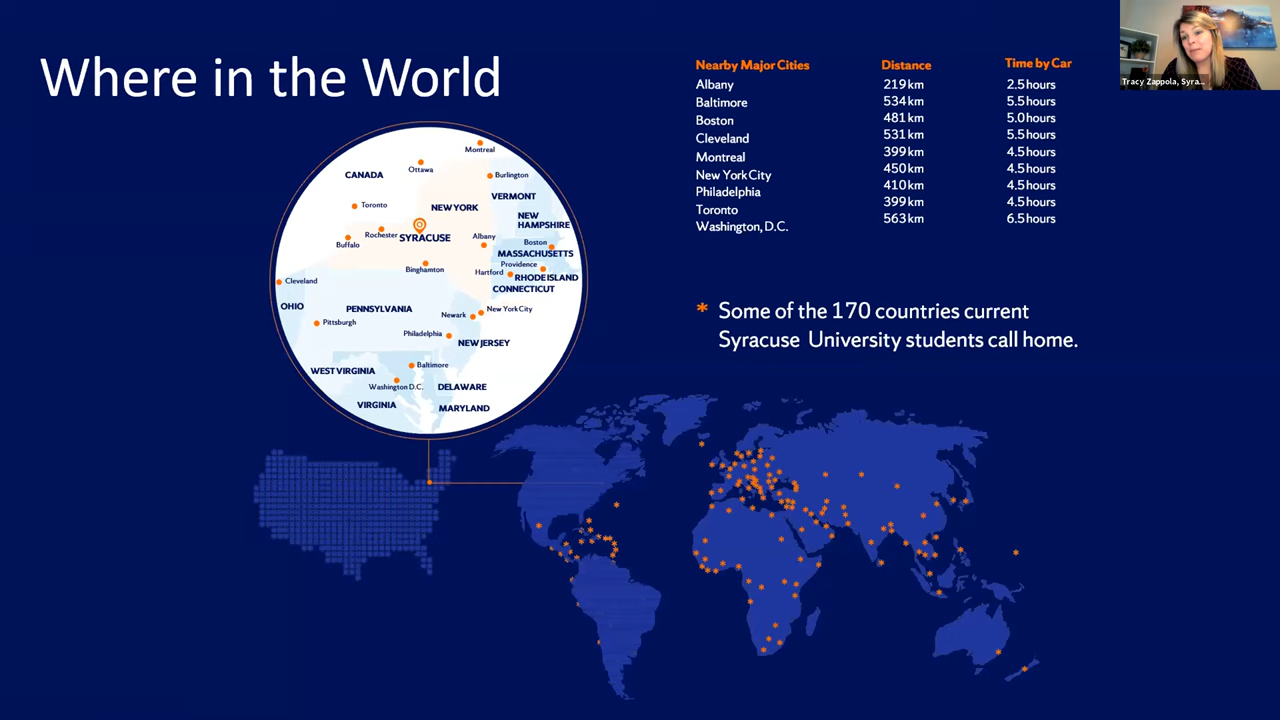 Where in the World
Nearby Major Cities Distance Time by Car
Albany 219 km 2.5 hours
Baltimore 534 km 5.5 hours
Boston 481 km 5.0 hours
Cleveland 531 km 5.5 hours
Montreal 399 km 4.5 hours
New York City 450 km 4.5 hours
Philadelphia 410 km 4.5 hours
Toronto 399 km 4.5 hours
Washington, D.C. 563 km 6.5 hours
Tracy Zappola, Syra...
Montreal
Ottawa
CANADA
Burlington
VERMONT
Toronto
NEW YORK
NEW
HAMPSHIRE
Rochester
SYRACUSE
Albany
Buffalo
Boston
MASSACHUSETTS
Providence
Binghamton
Hartford
RHODE ISLAND
Cleveland
CONNECTICUT
OHIO
PENNSYLVANIA
New York City
Newark
Pittsburgh
Philadelphia
NEW JERSEY
Baltimore
WEST VIRGINIA
Washington D.C.
DELAWARE
VIRGINIA
MARYLAND
* Some of the 170 countries current
Syracuse University students call home.